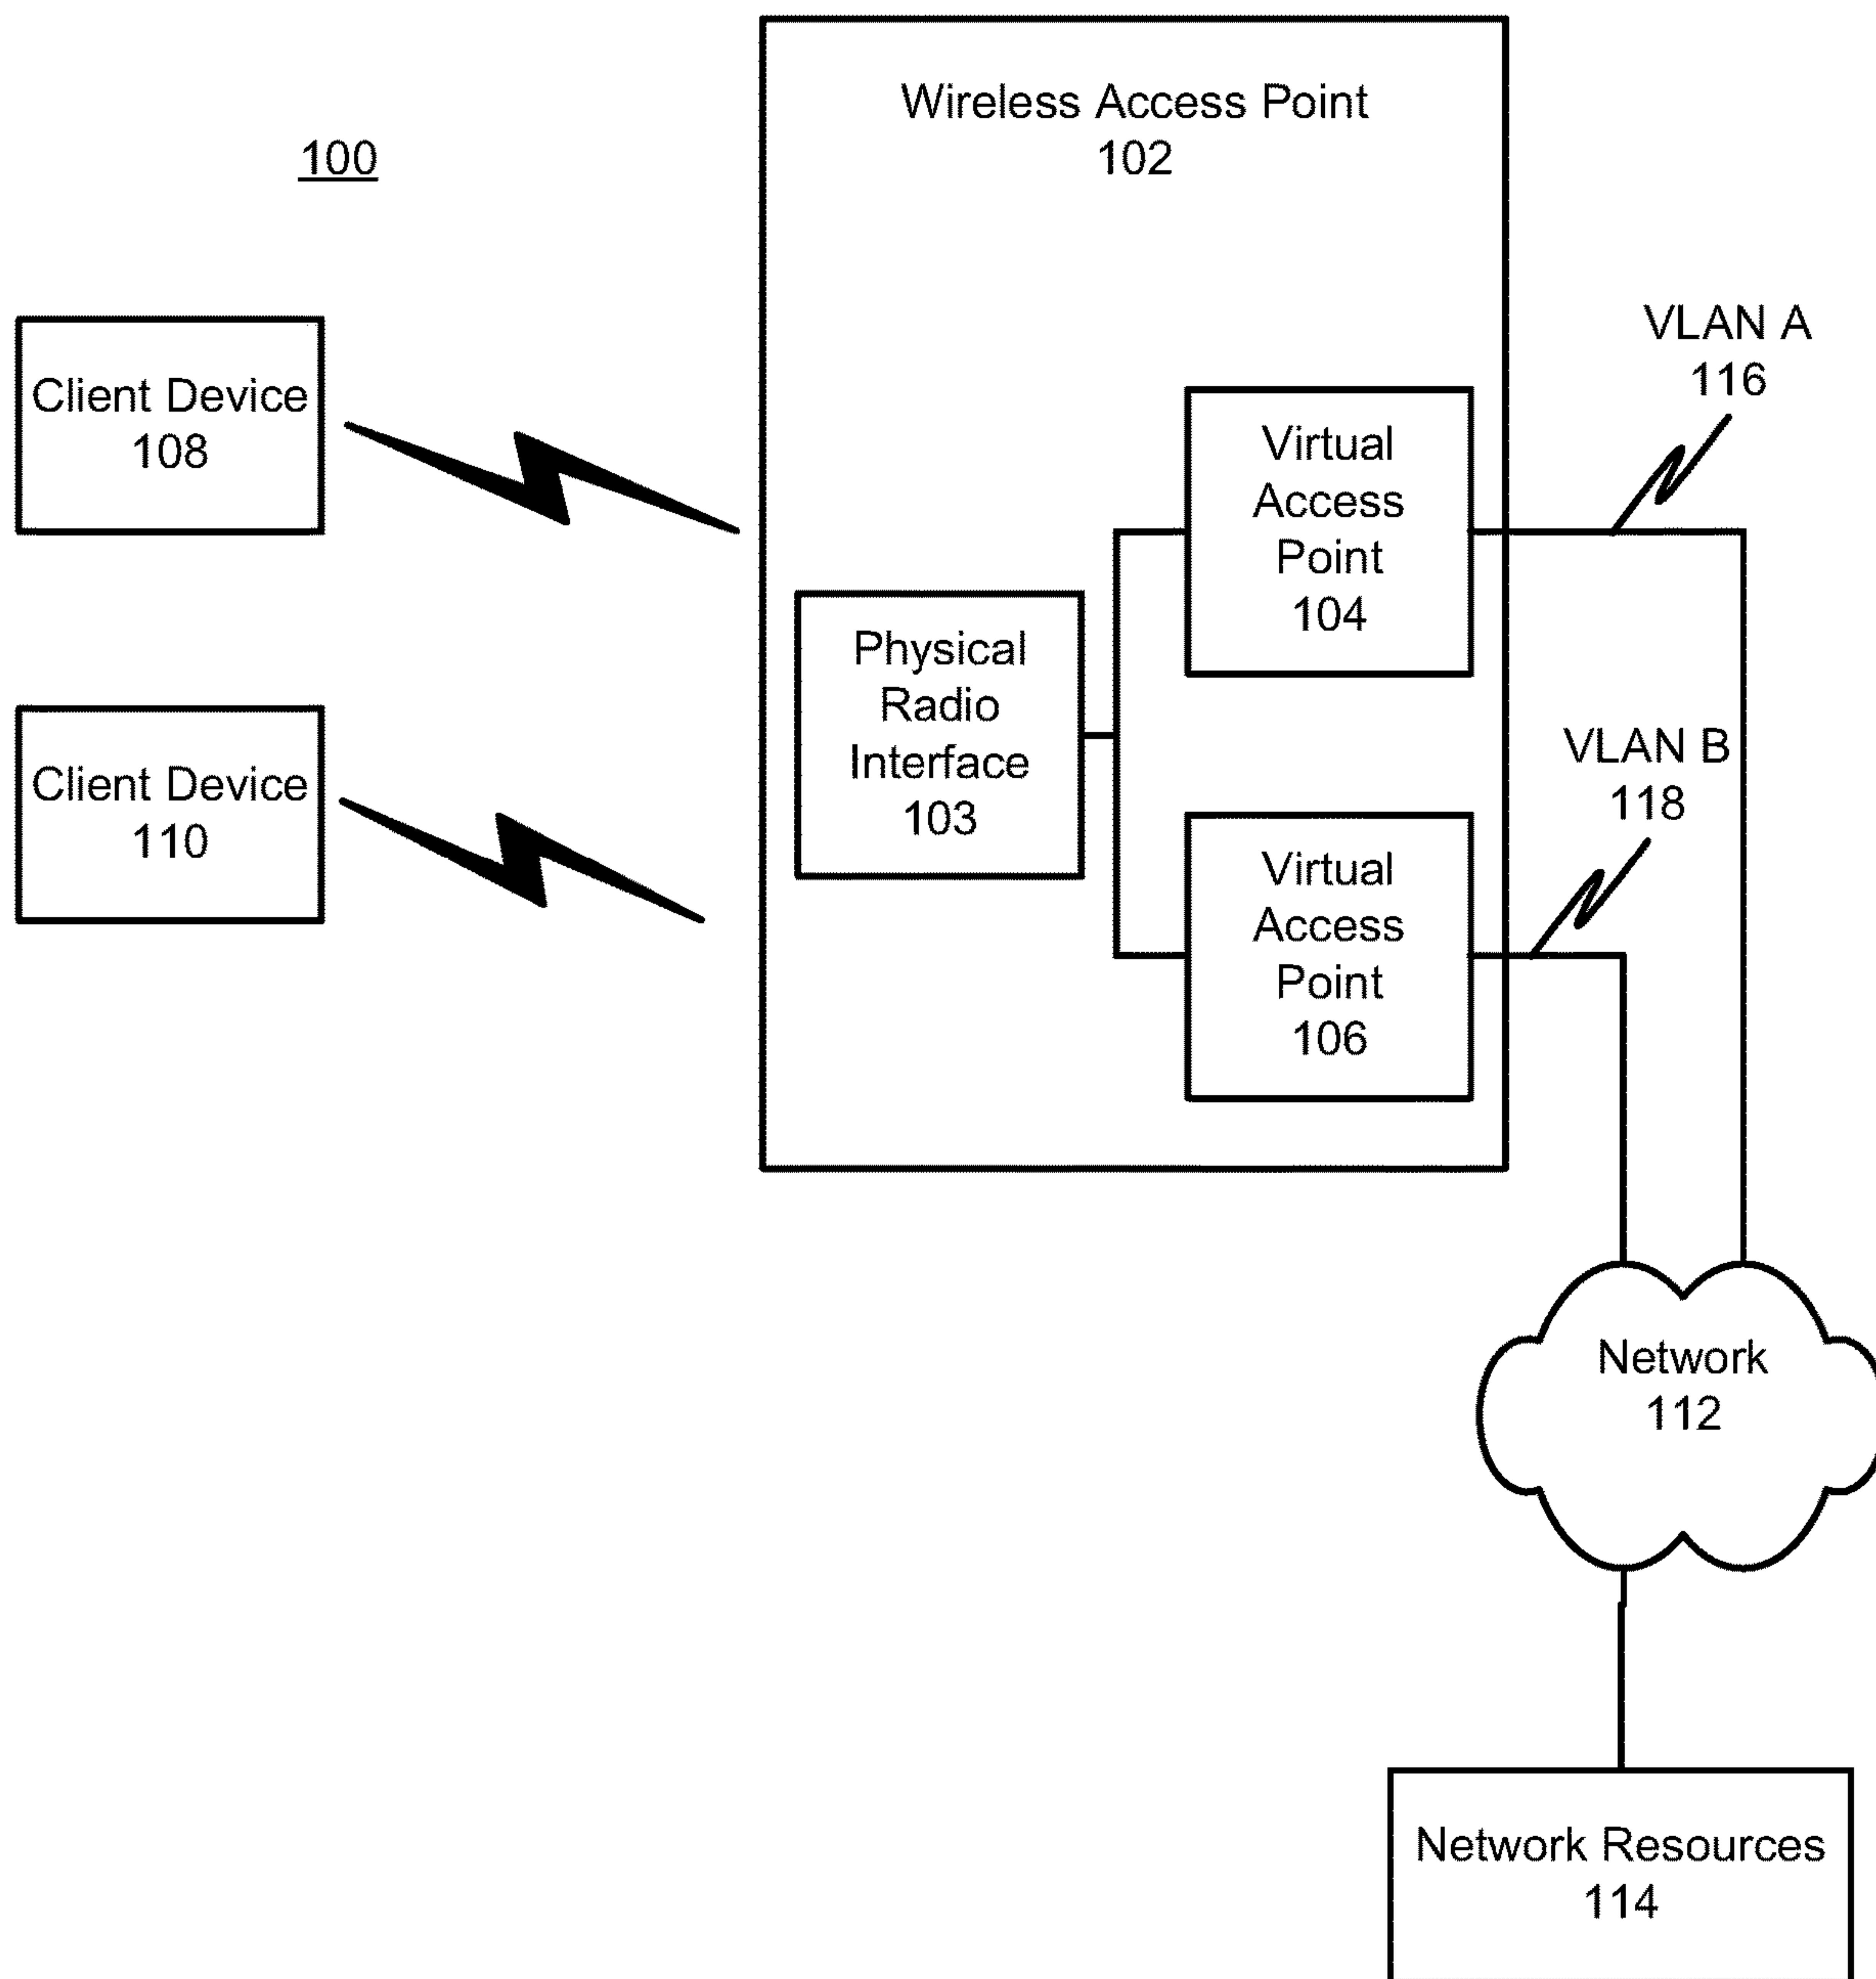 100
Wireless Access Point
102
Client Device
108
Client Device
110
Physical
Radio
Interface
103
Virtual
Access
Point
104
Virtual
Access
Point
106
VLAN A
116
VLAN B
118
Network
112
Network Resources
114